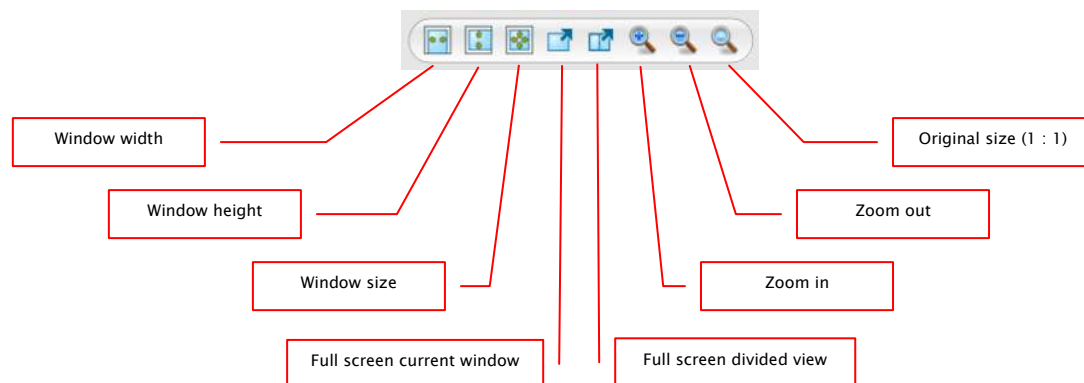 Window width
Original size (1 : 1)
Window height
Zoom out
Window size
Zoom in
Full screen current window
Full screen divided view